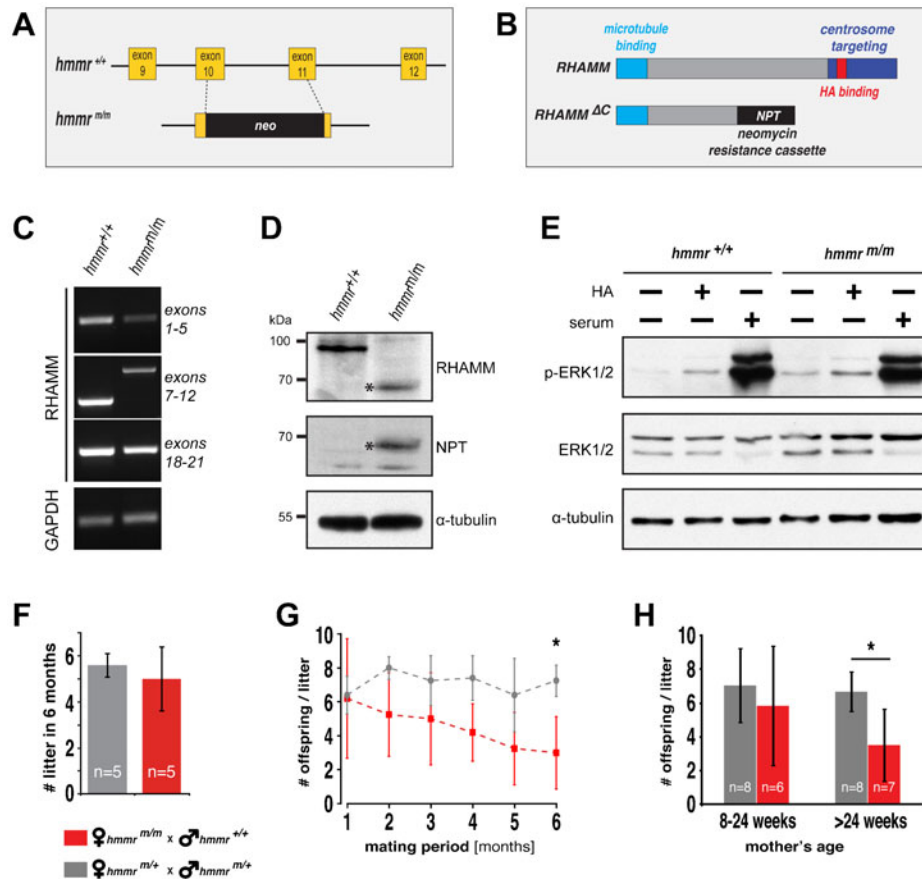 A
hmmr +/+
exon 9
exon 10
exon 11
exon 12
hmmr m/m
neo
B
microtubule binding
centrosome targeting
RHAMM
HA binding
RHAMM ΔC
NPT
neomycin resistance cassette
C
hmmr+/+
hmmrm/m
RHAMM
exons 1-5
exons 7-12
exons 18-21
GAPDH
D
hmmr+/+
hmmrm/m
kDa
100
70
*
RHAMM
70
*
NPT
55
α-tubulin
E
hmmr +/+
hmmr m/m
HA − + − − + −
serum − − + − − +
p-ERK1/2
ERK1/2
α-tubulin
F
# litter in 6 months
6
4
2
0
n=5
n=5
♀hmmr m/m x ♂hmmr +/+
♀hmmr m/+ x ♂hmmr m/+
G
# offspring / litter
10
8
6
4
2
0
*
1 2 3 4 5 6
mating period [months]
H
# offspring / litter
10
8
6
4
2
0
*
n=8
n=6
n=8
n=7
8-24 weeks
>24 weeks
mother's age